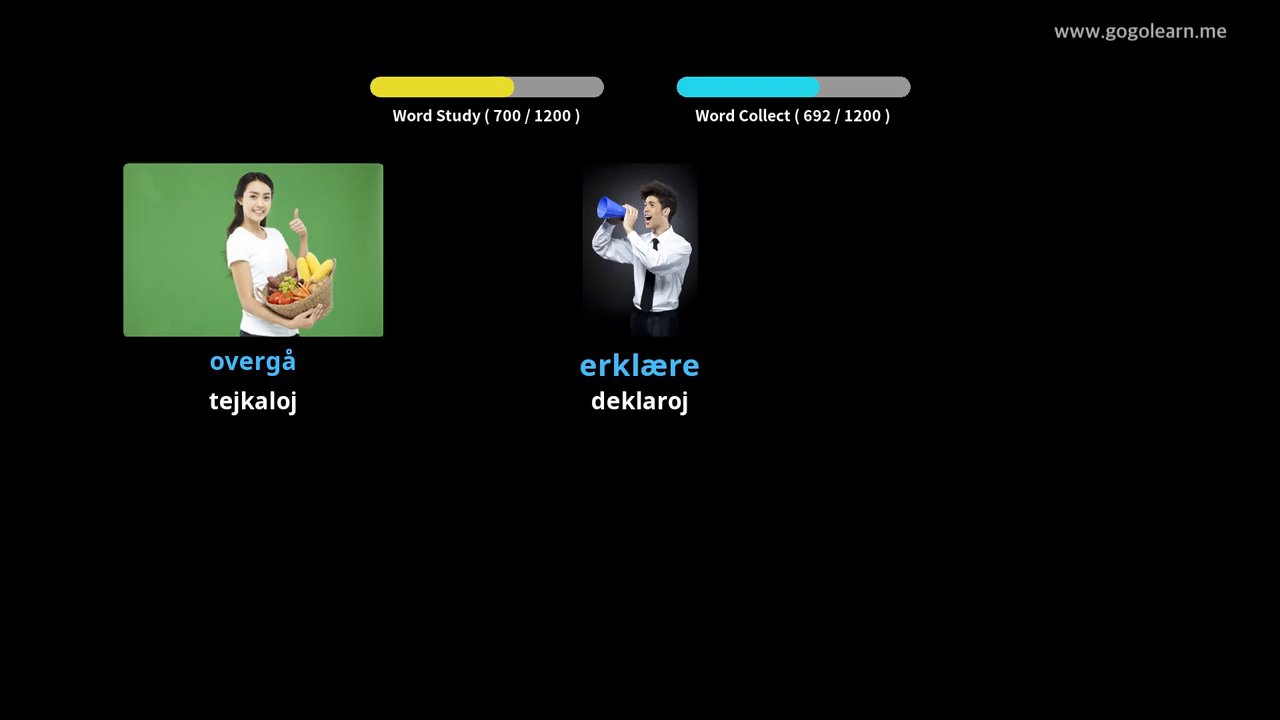 www.gogolearn.me
Word Study ( 700 / 1200 )
Word Collect ( 692 / 1200 )
overgå
tejkaloj
erklære
deklaroj